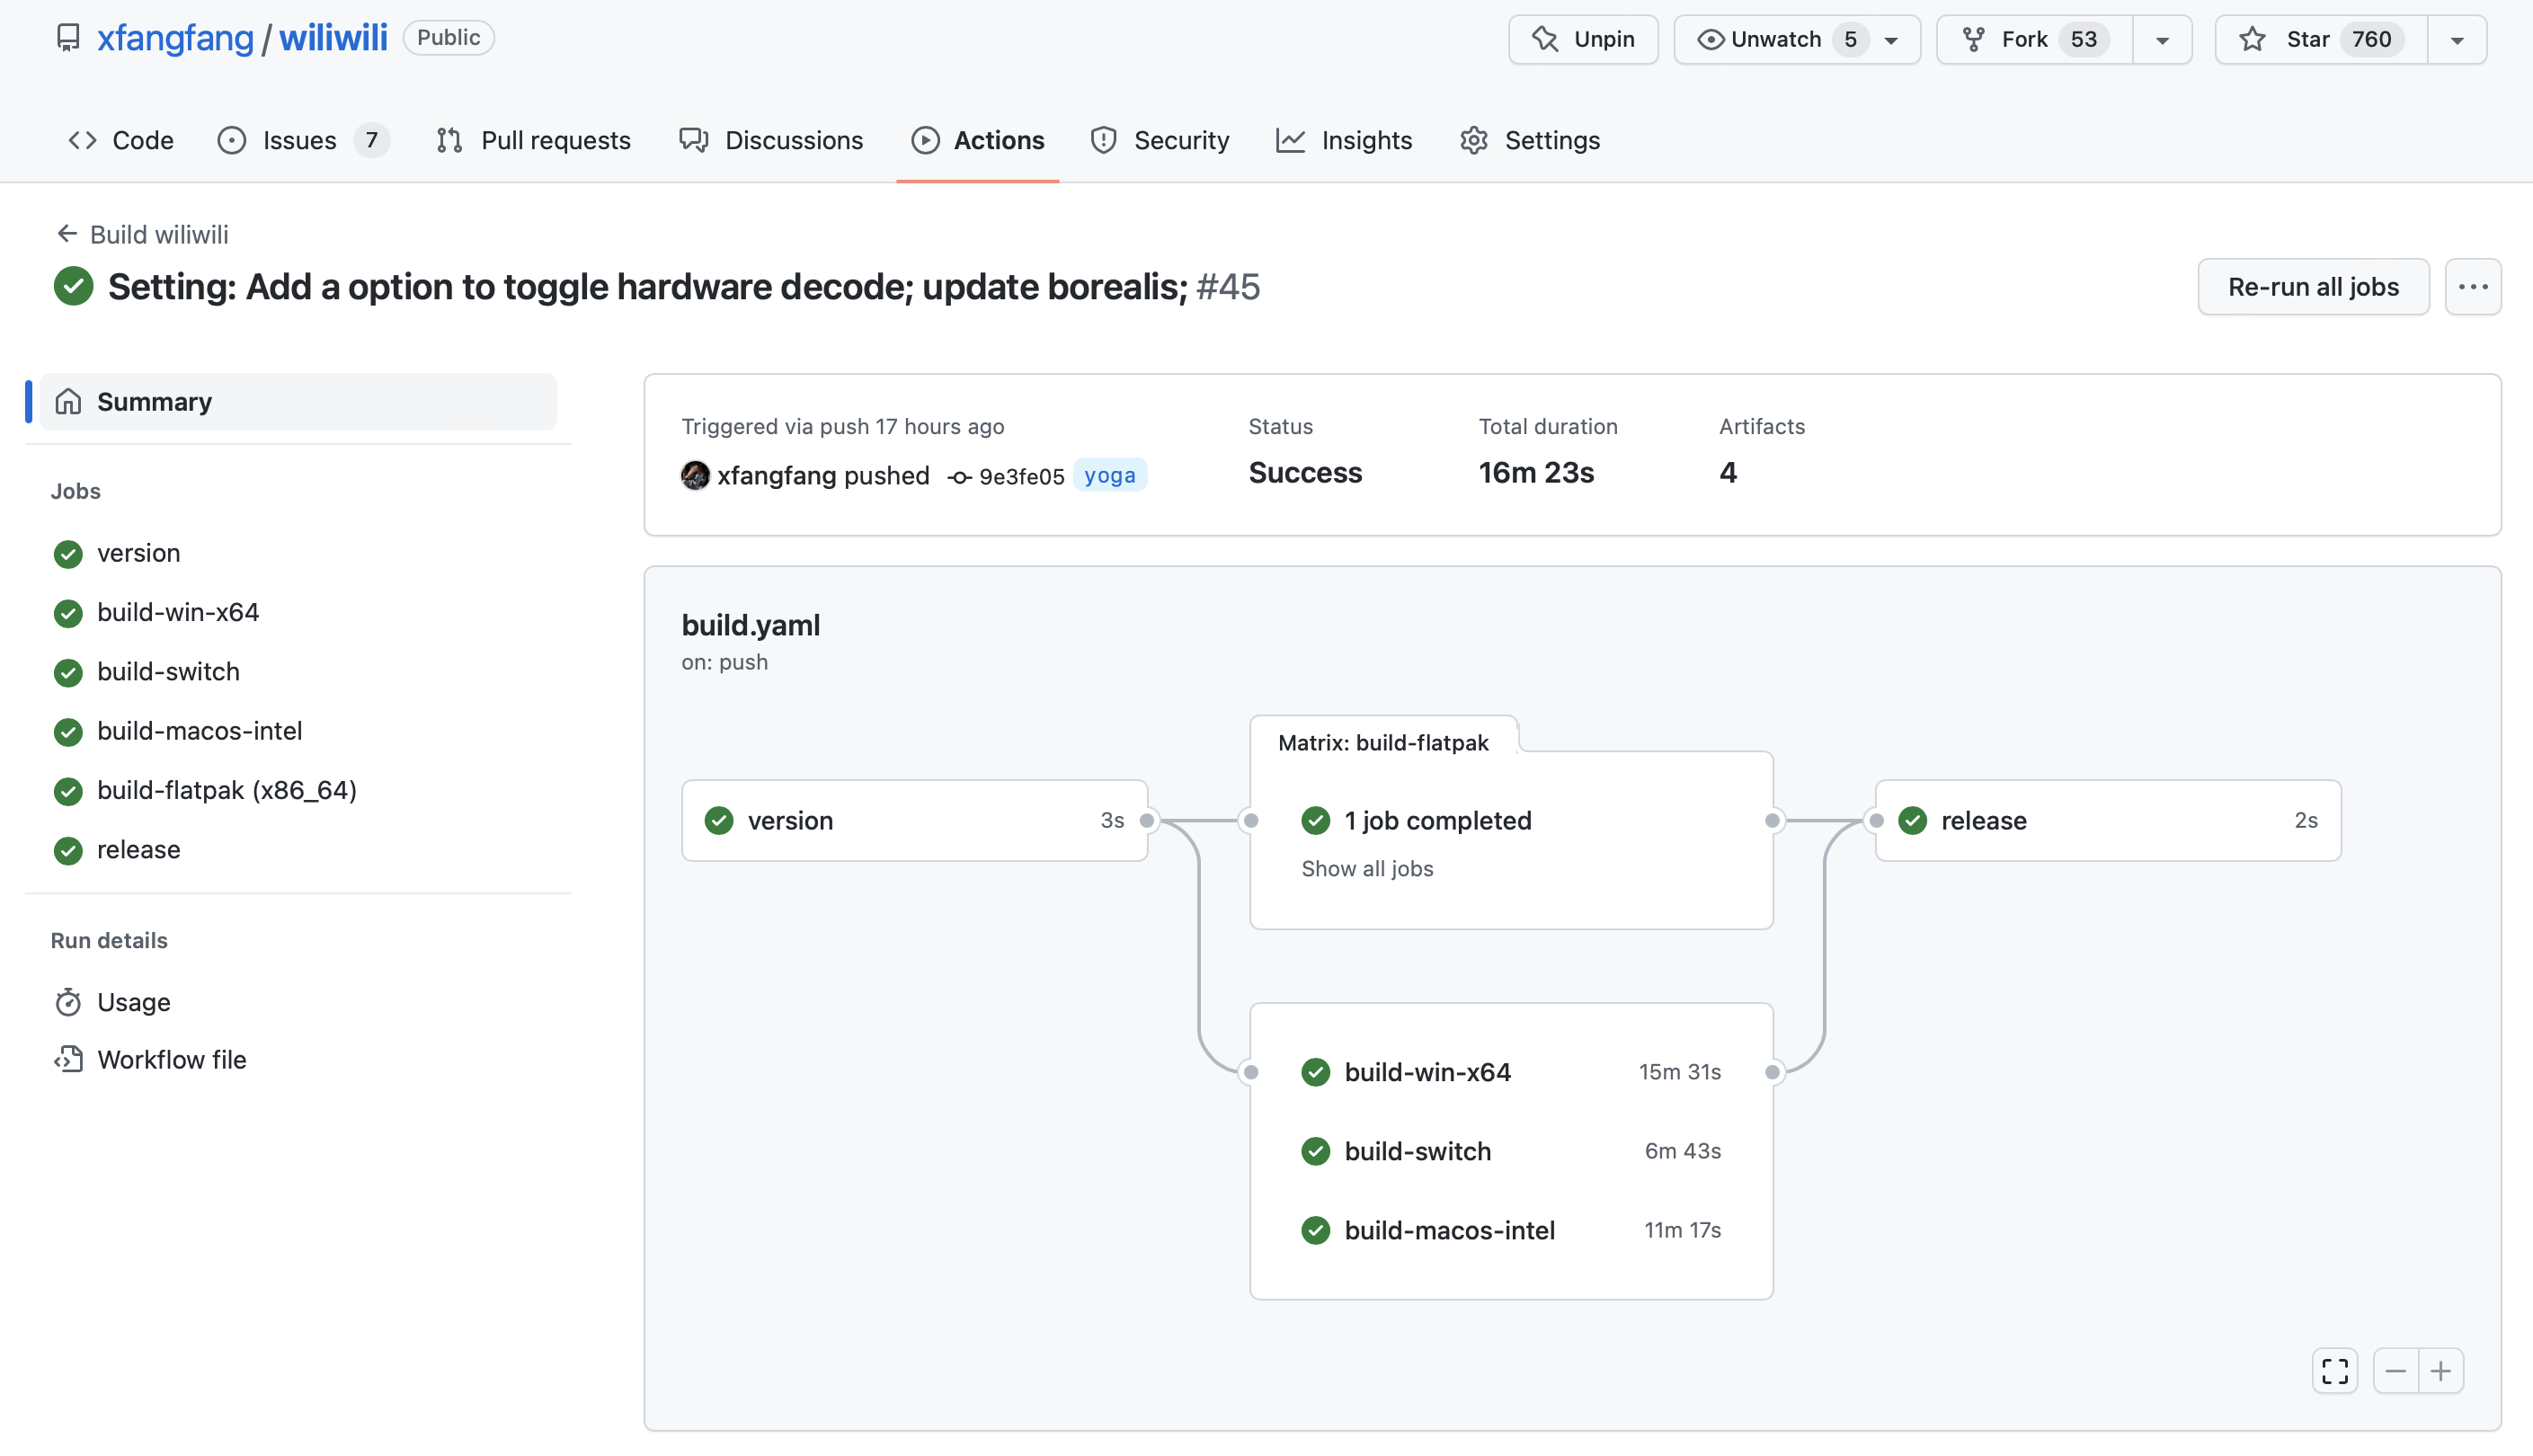 xfangfang / wiliwili Public
Unpin Unwatch 5 Fork 53 Star 760
Code Issues 7 Pull requests Discussions Actions Security Insights Settings
Build wiliwili
Setting: Add a option to toggle hardware decode; update borealis; #45
Re-run all jobs
Summary
Jobs
version
build-win-x64
build-switch
build-macos-intel
build-flatpak (x86_64)
release
Run details
Usage
Workflow file
Triggered via push 17 hours ago
xfangfang pushed 9e3fe05 yoga
Status
Success
Total duration
16m 23s
Artifacts
4
build.yaml
on: push
version 3s
Matrix: build-flatpak
1 job completed
Show all jobs
build-win-x64 15m 31s
build-switch 6m 43s
build-macos-intel 11m 17s
release 2s